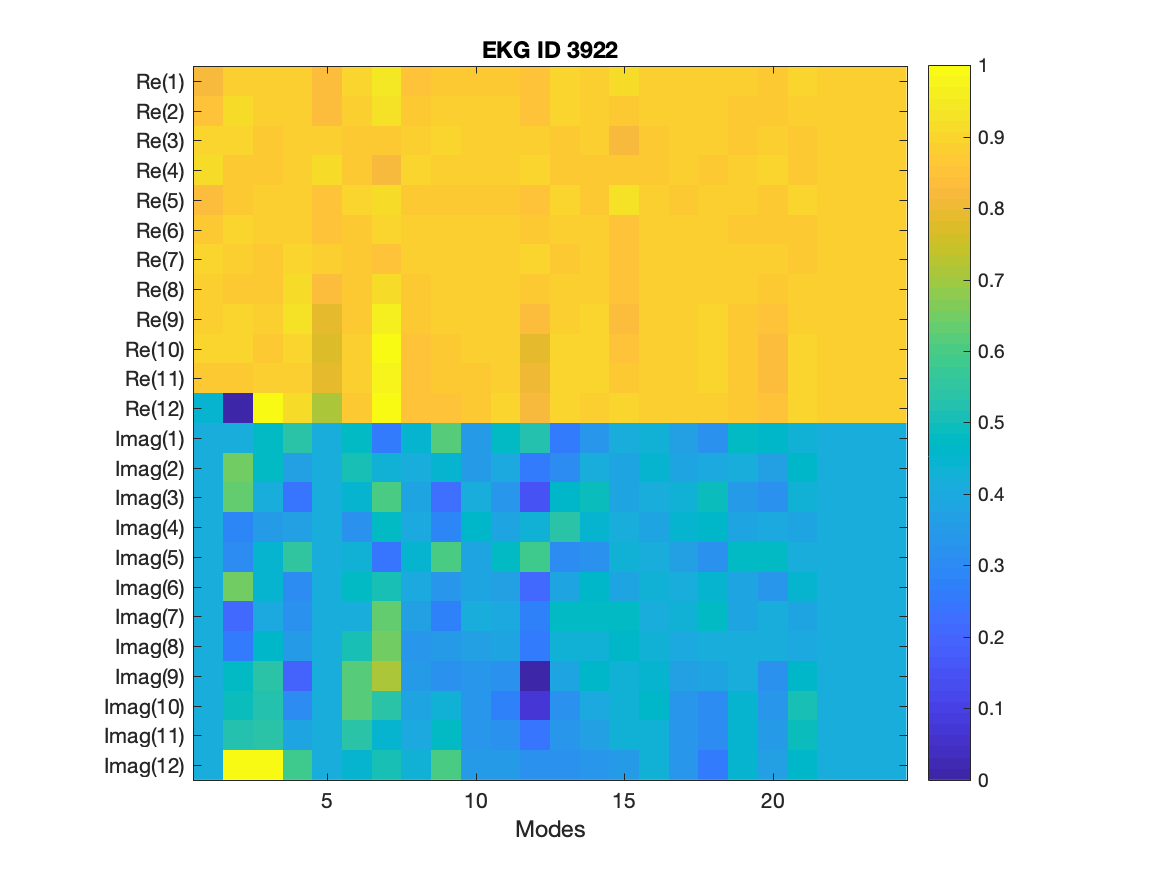 EKG ID 3922
Re(1)
Re(2)
Re(3)
Re(4)
Re(5)
Re(6)
Re(7)
Re(8)
Re(9)
Re(10)
Re(11)
Re(12)
Imag(1)
Imag(2)
Imag(3)
Imag(4)
Imag(5)
Imag(6)
Imag(7)
Imag(8)
Imag(9)
Imag(10)
Imag(11)
Imag(12)
5 10 15 20
Modes
1
0.9
0.8
0.7
0.6
0.5
0.4
0.3
0.2
0.1
0